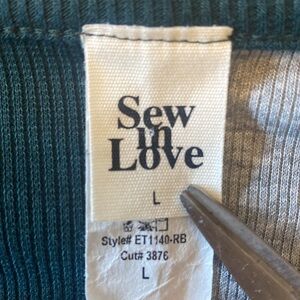 Sew
in
Love
L
Style# ET1140-RB
Cut# 3876
L